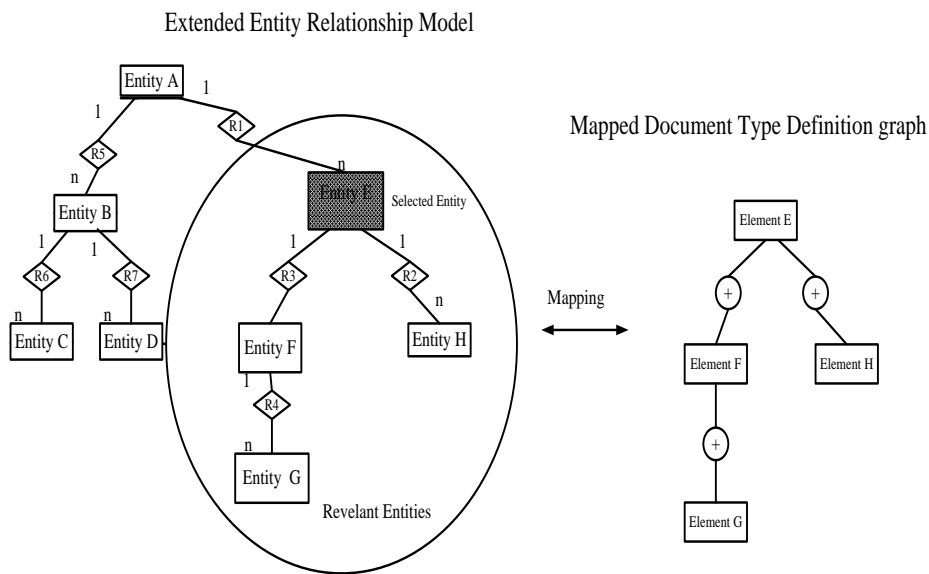 Extended Entity Relationship Model
Entity A
1
1
R1
R5
n
n
Entity E
Selected Entity
Entity B
1
1
1
1
R6
R7
R3
R2
n
n
n
Entity C
Entity D
Entity F
Entity H
1
R4
n
Entity G
Revelant Entities
Mapping
Mapped Document Type Definition graph
Element E
+
+
Element F
Element H
+
Element G